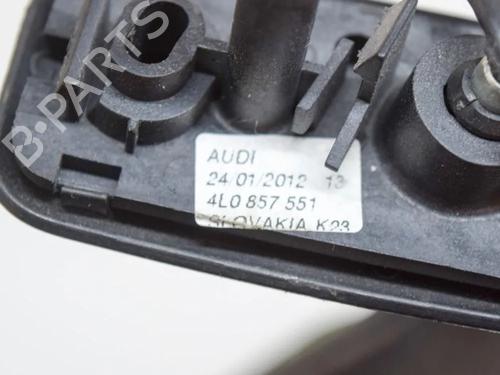 B-PARTS
AUDI
24/01/2012 13
4L0 857 551
SLOVAKIA K23